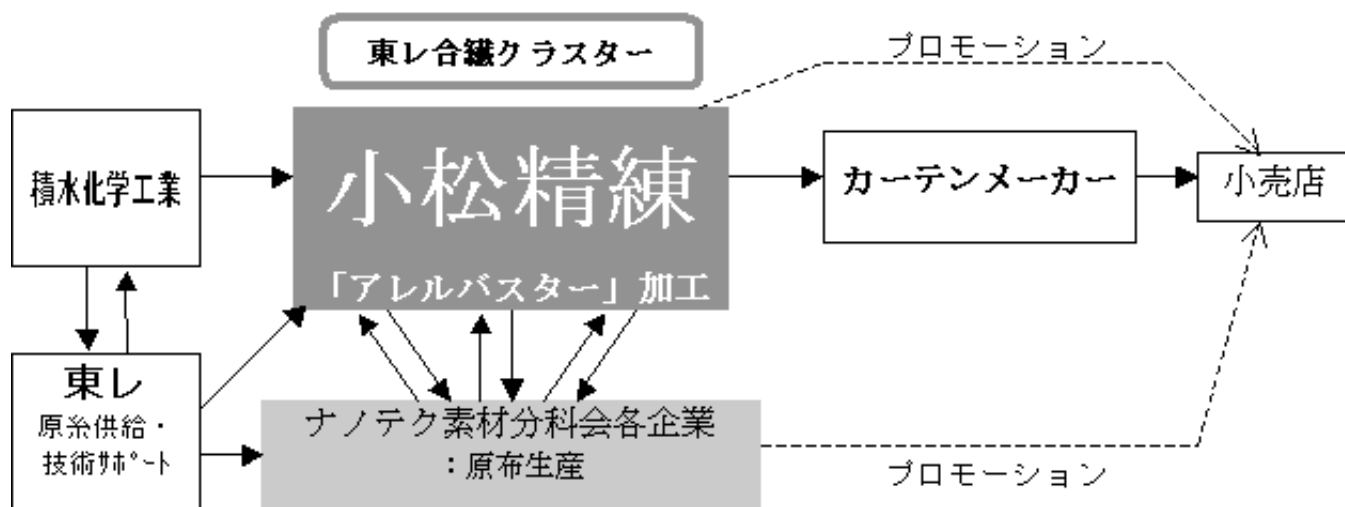 東レ合繊クラスター
プロモーション
積水化学工業
小松精練
「アレルバスター」加工
カーテンメーカー
小売店
東レ
原糸供給・
技術ｻﾎﾟｰﾄ
ナノテク素材分科会各企業
：原布生産
プロモーション